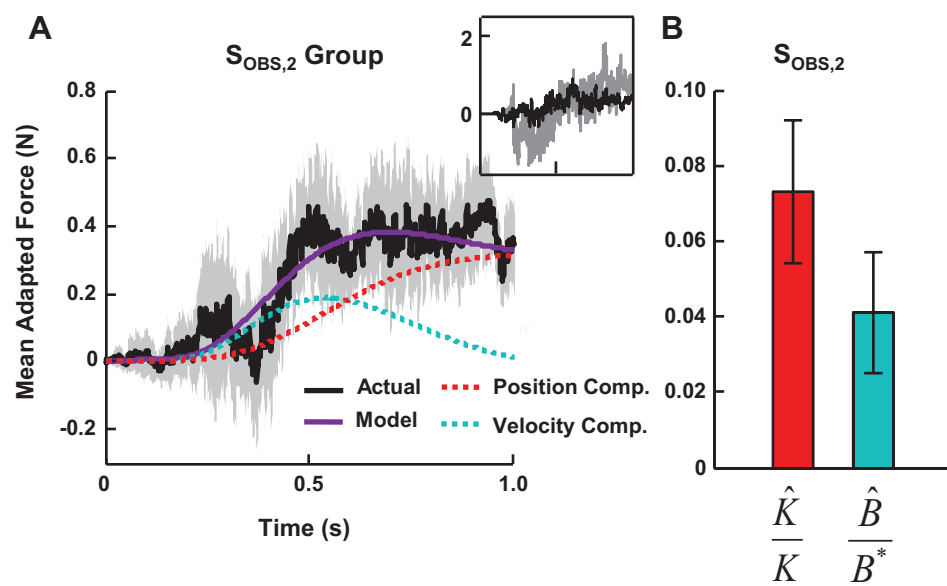 A
S_OBS,2 Group
Mean Adapted Force (N)
0.8
0.6
0.4
0.2
0
-0.2
0
0.5
1.0
Time (s)
Actual
Model
Position Comp.
Velocity Comp.
2
0
B
S_OBS,2
0.10
0.08
0.06
0.04
0.02
0
K̂
K
B̂
B*